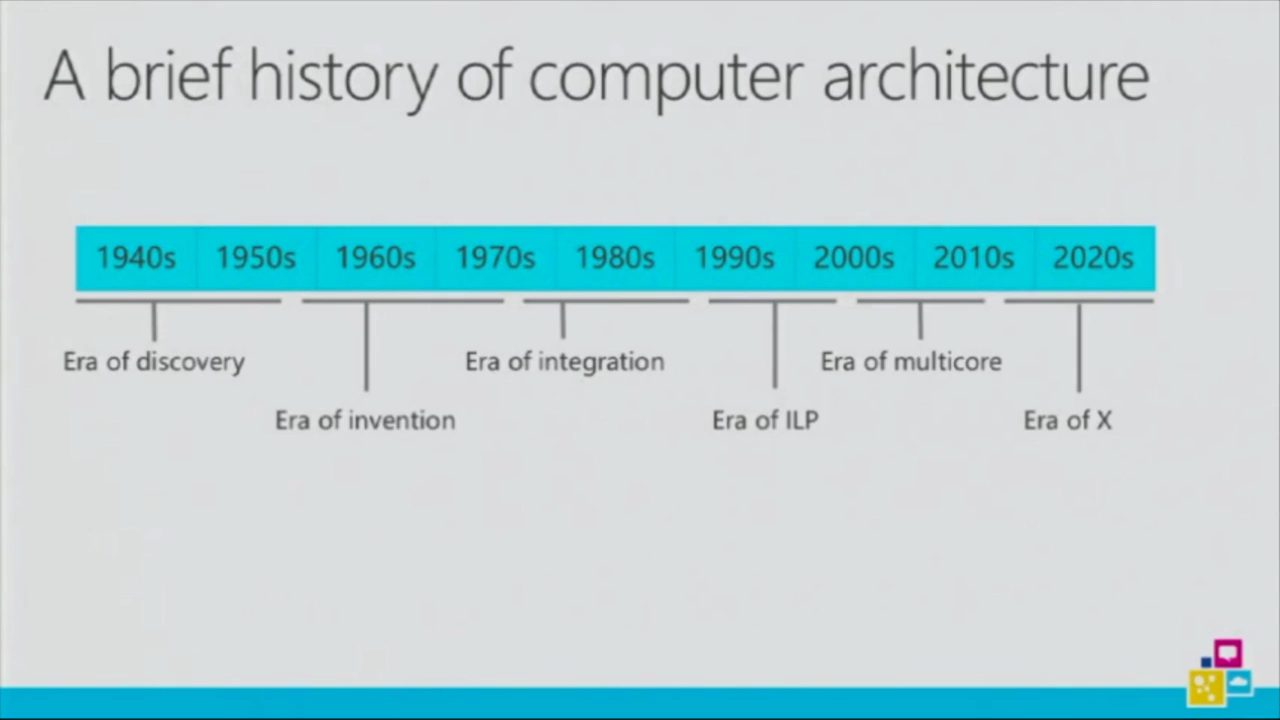 A brief history of computer architecture
1940s 1950s 1960s 1970s 1980s 1990s 2000s 2010s 2020s
Era of discovery Era of integration Era of multicore
Era of invention Era of ILP Era of X